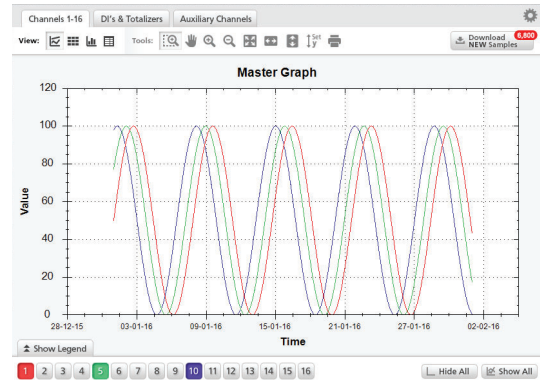 Channels 1-16 DI's & Totalizers Auxiliary Channels
View: Tools: Set y Download NEW Samples 6,800
Master Graph
120
100
80
60
40
20
0
Value
28-12-15 03-01-16 09-01-16 15-01-16 21-01-16 27-01-16 02-02-16
Time
Show Legend
1 2 3 4 5 6 7 8 9 10 11 12 13 14 15 16 Hide All Show All